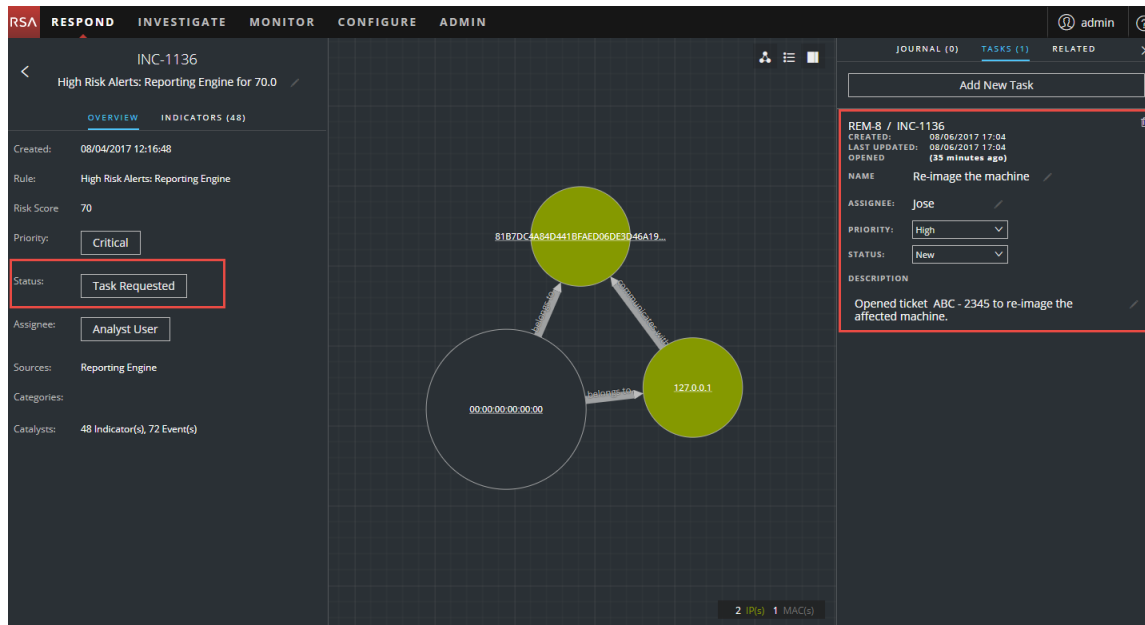 RSA RESPOND INVESTIGATE MONITOR CONFIGURE ADMIN admin
INC-1136
High Risk Alerts: Reporting Engine for 70.0
OVERVIEW INDICATORS (48)
Created: 08/04/2017 12:16:48
Rule: High Risk Alerts: Reporting Engine
Risk Score 70
Priority: Critical
Status: Task Requested
Assignee: Analyst User
Sources: Reporting Engine
Categories:
Catalysts: 48 Indicator(s), 72 Event(s)
81B7DC4A84D441BFAED06DE3D46A19...
belongs to
communicates with
belongs to
127.0.0.1
00:00:00:00:00:00
2 IP(s) 1 MAC(s)
JOURNAL (0) TASKS (1) RELATED
Add New Task
REM-8 / INC-1136
CREATED: 08/06/2017 17:04
LAST UPDATED: 08/06/2017 17:04
OPENED (35 minutes ago)
NAME Re-image the machine
ASSIGNEE: Jose
PRIORITY: High
STATUS: New
DESCRIPTION
Opened ticket ABC - 2345 to re-image the
affected machine.